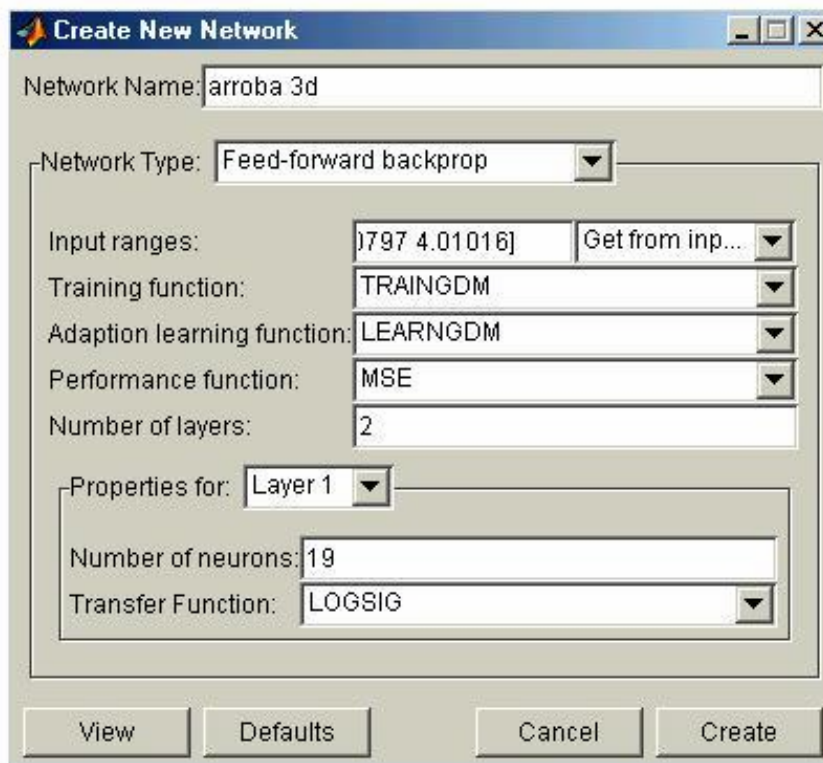 Create New Network
Network Name: arroba 3d
Network Type: Feed-forward backprop
Input ranges: 0797 4.01016] Get from inp...
Training function: TRAINGDM
Adaption learning function: LEARNGDM
Performance function: MSE
Number of layers: 2
Properties for: Layer 1
Number of neurons: 19
Transfer Function: LOGSIG
View Defaults Cancel Create